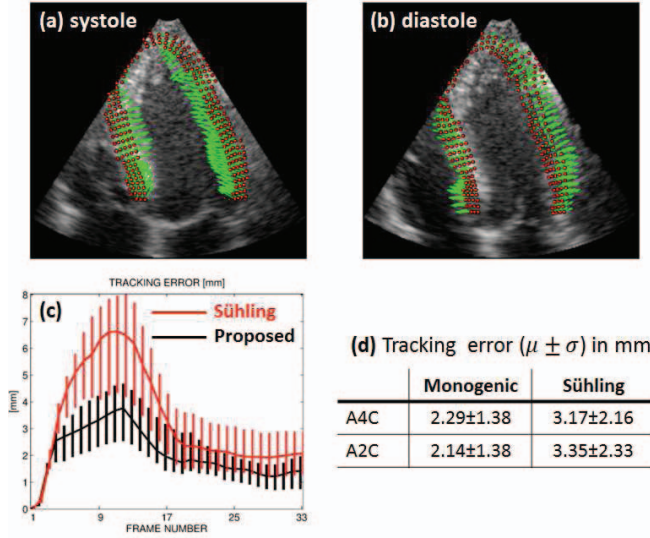 (a) systole
(b) diastole
TRACKING ERROR [mm]
(c)
Sühling
Proposed
8
7
6
5
4
3
2
1
0
[mm]
1 9 17 25 33
FRAME NUMBER
(d) Tracking error (μ ± σ) in mm
Monogenic Sühling
A4C 2.29±1.38 3.17±2.16
A2C 2.14±1.38 3.35±2.33